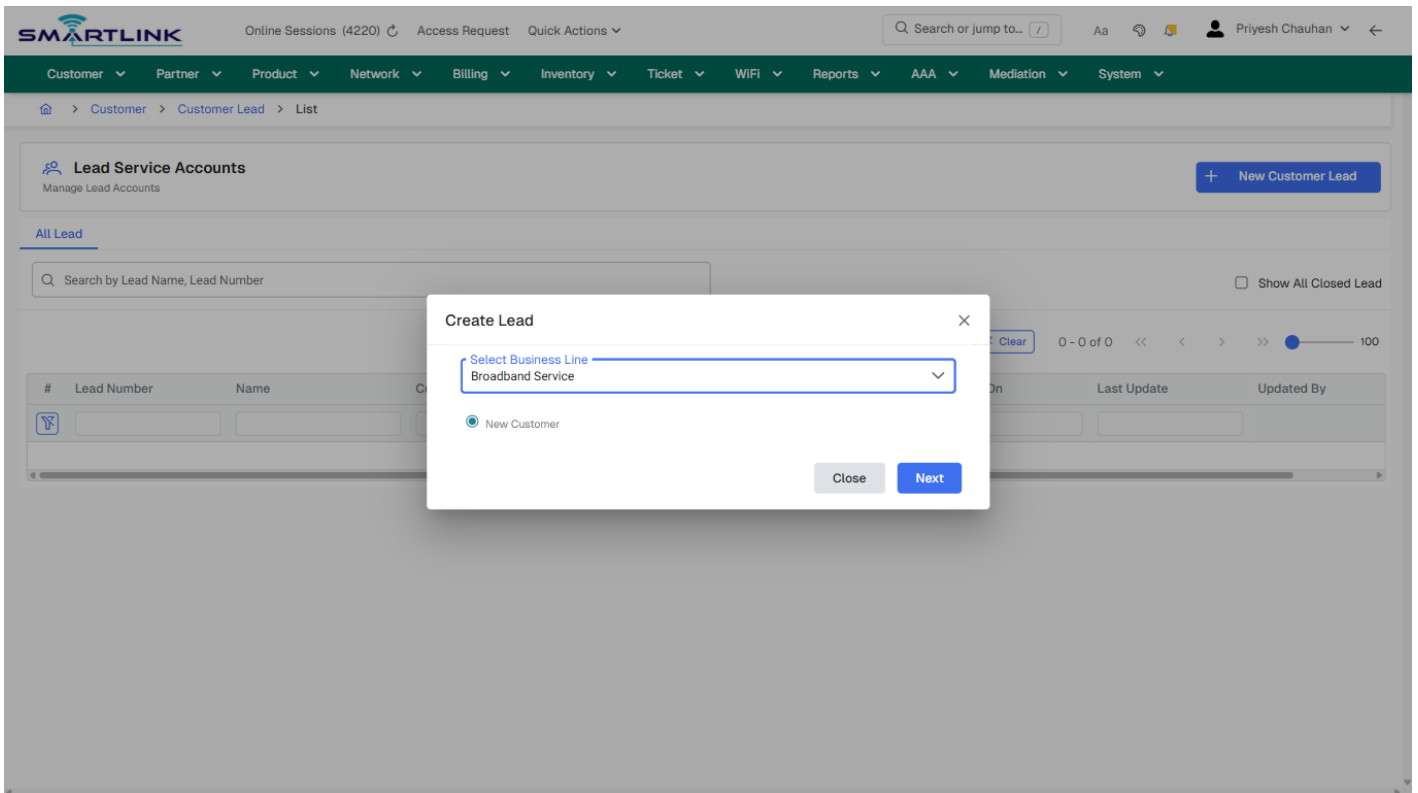 SMARTLINK
Online Sessions (4220) Access Request Quick Actions
Search or jump to... /
Aa
Priyesh Chauhan
Customer Partner Product Network Billing Inventory Ticket WiFi Reports AAA Mediation System
Customer > Customer Lead > List
Lead Service Accounts
Manage Lead Accounts
+ New Customer Lead
All Lead
Search by Lead Name, Lead Number
Show All Closed Lead
Create Lead
Clear 0 - 0 of 0 << < > >> 100
Select Business Line
Broadband Service
# Lead Number Name Last Update Updated By
New Customer
Close Next